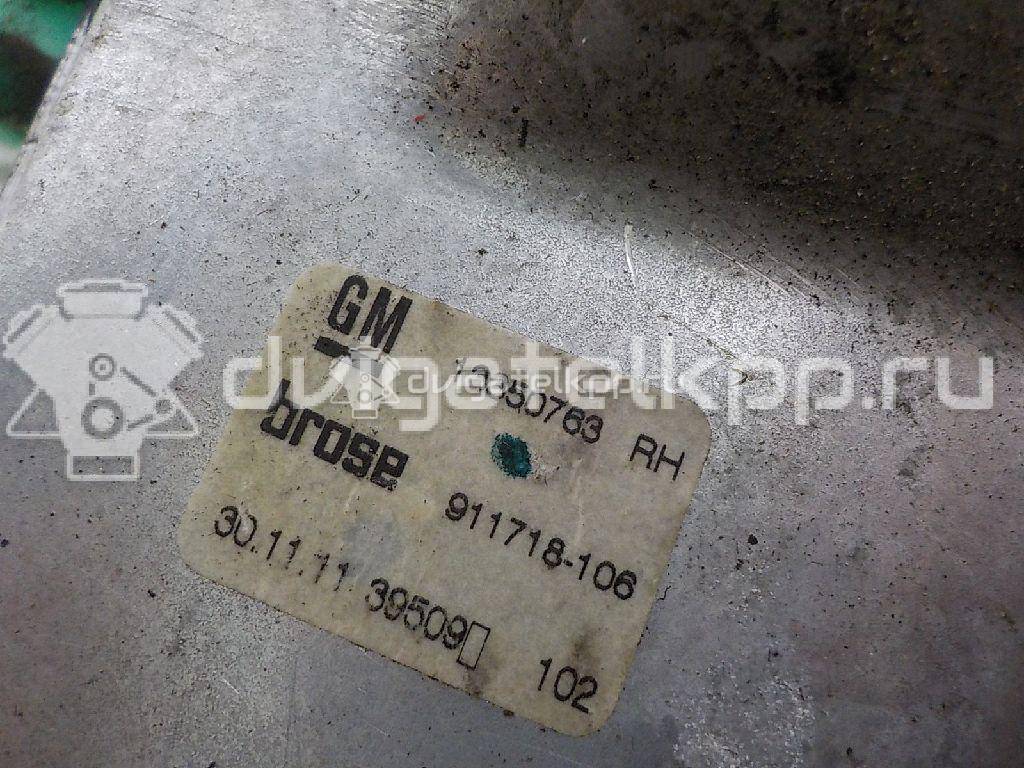 GM
brose
RH
911718-106
30.11.11 39509
102
dvigatelkpp.ru